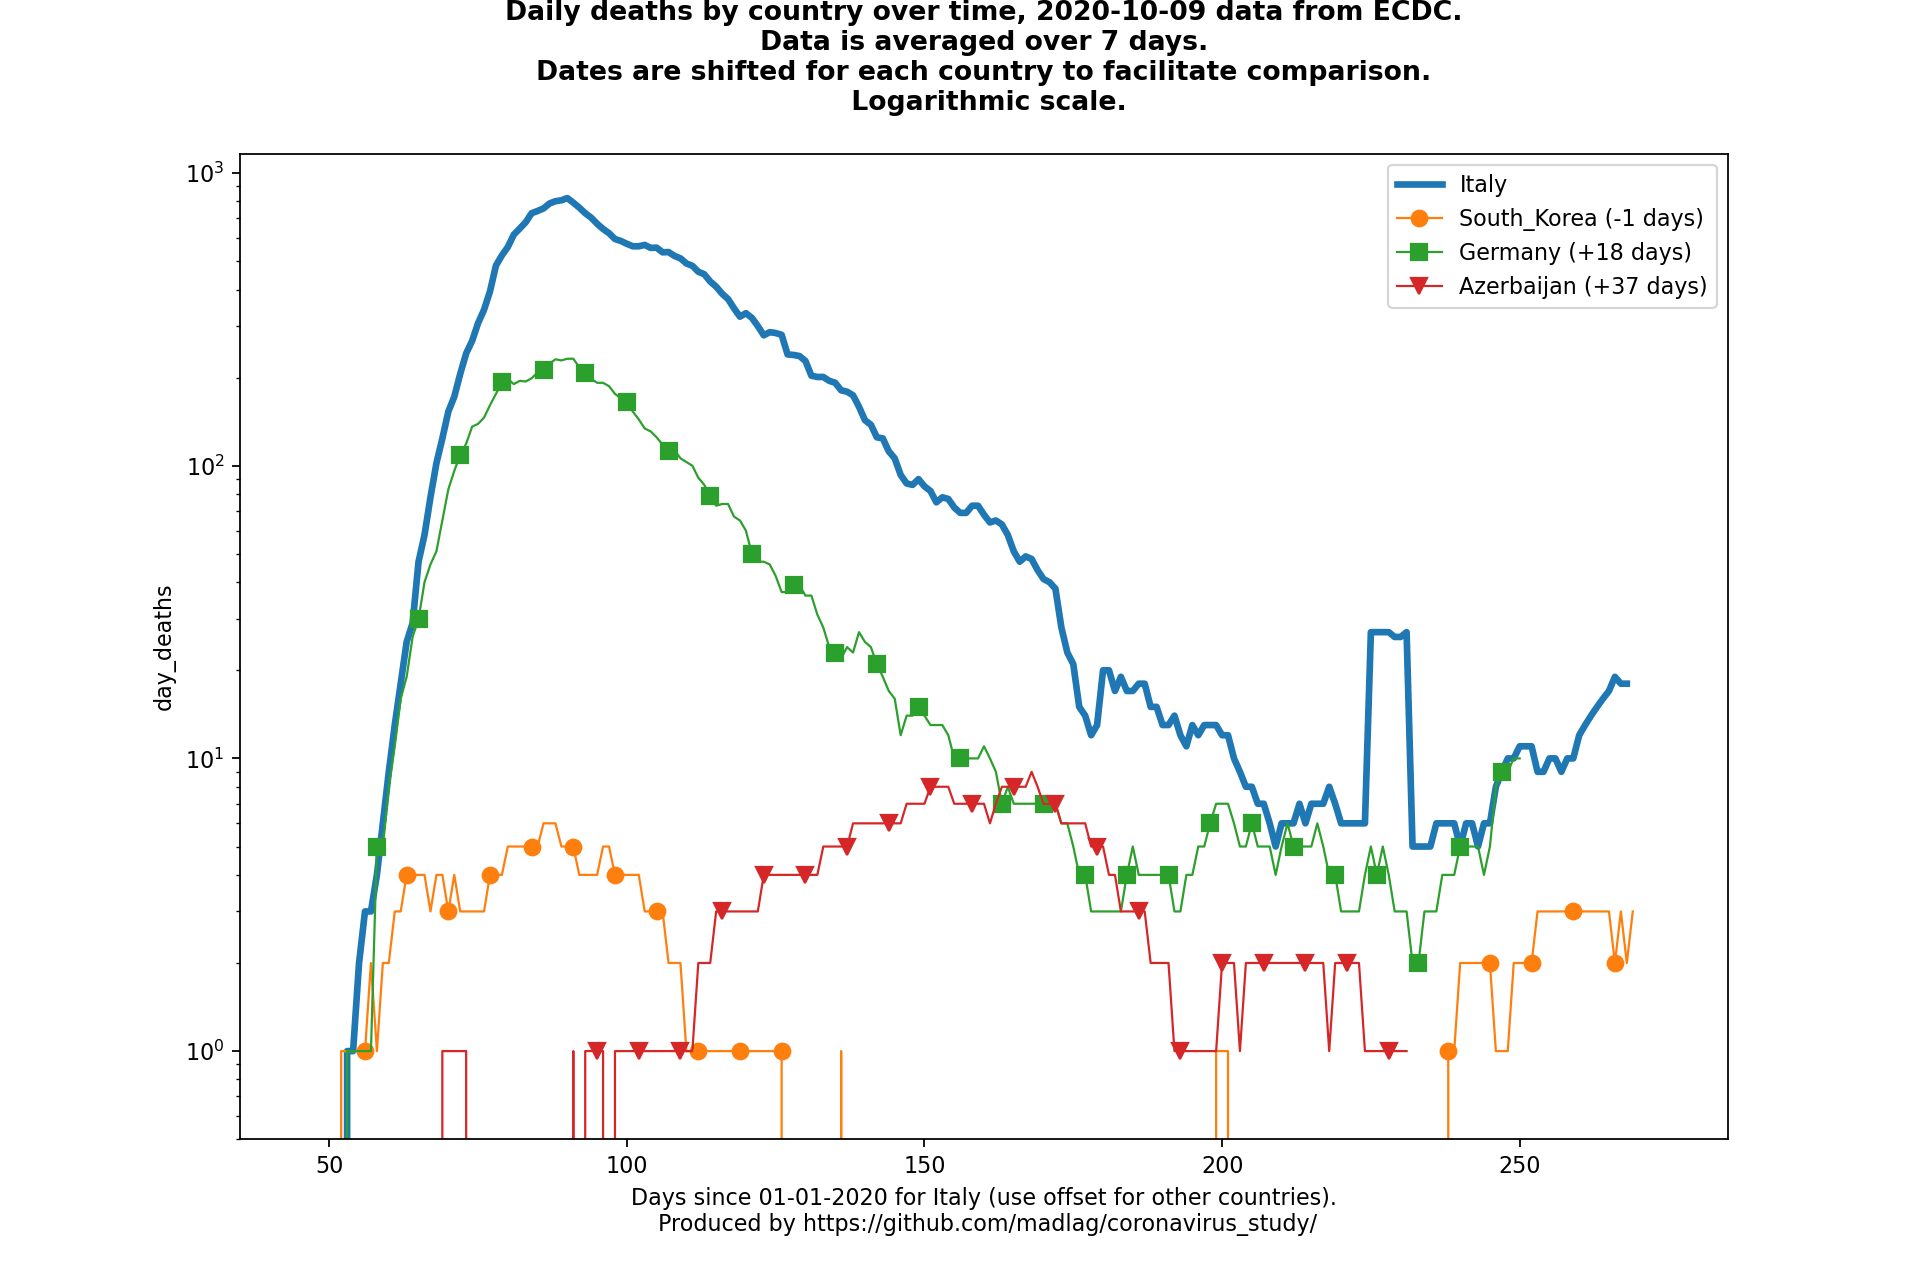 Daily deaths by country over time, 2020-10-09 data from ECDC.
Data is averaged over 7 days.
Dates are shifted for each country to facilitate comparison.
Logarithmic scale.
10³
10²
10¹
10⁰
day_deaths
Italy
South_Korea (-1 days)
Germany (+18 days)
Azerbaijan (+37 days)
50 100 150 200 250
Days since 01-01-2020 for Italy (use offset for other countries).
Produced by https://github.com/madlag/coronavirus_study/